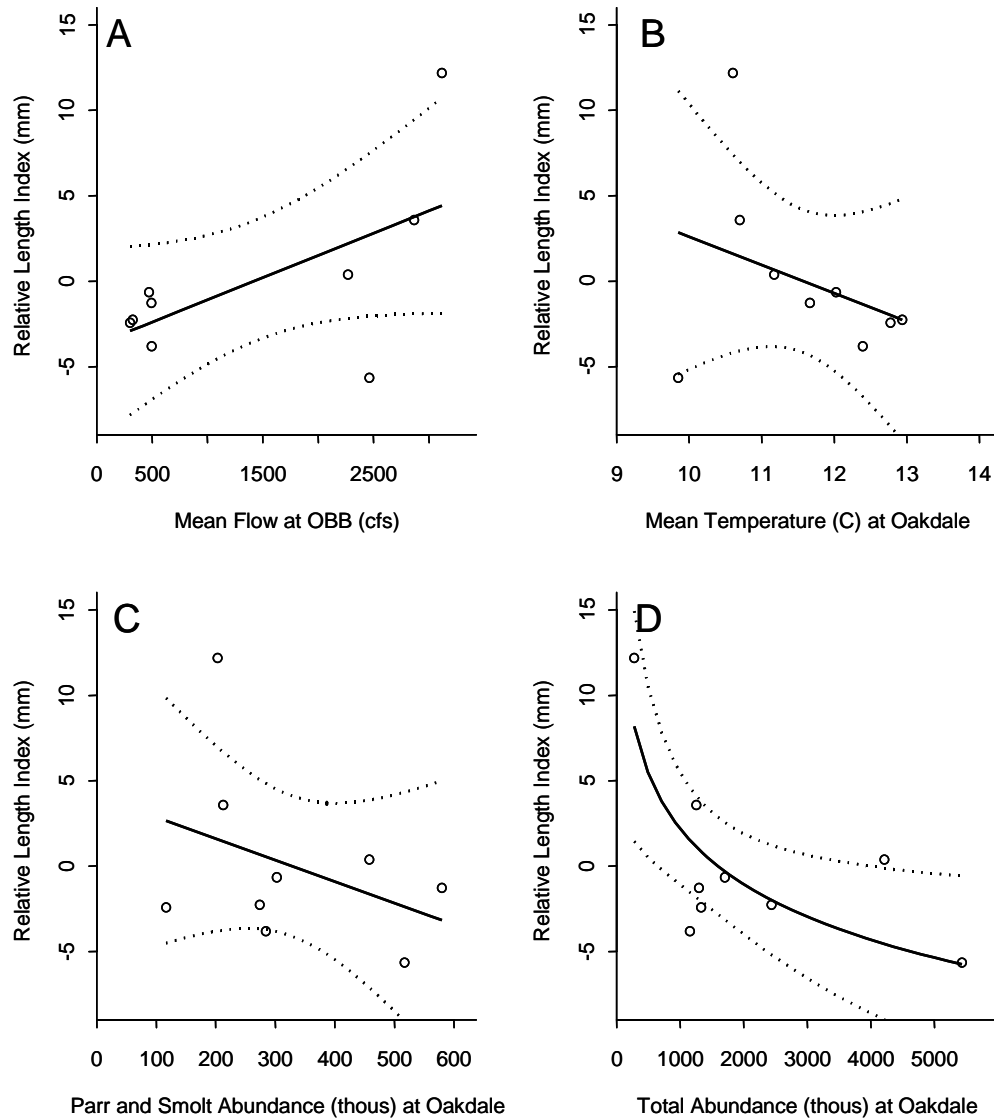 A
Relative Length Index (mm)
15
10
5
0
-5
0 500 1500 2500
Mean Flow at OBB (cfs)
B
Relative Length Index (mm)
15
10
5
0
-5
9 10 11 12 13 14
Mean Temperature (C) at Oakdale
C
Relative Length Index (mm)
15
10
5
0
-5
0 100 200 300 400 500 600
Parr and Smolt Abundance (thous) at Oakdale
D
Relative Length Index (mm)
15
10
5
0
-5
0 1000 2000 3000 4000 5000
Total Abundance (thous) at Oakdale